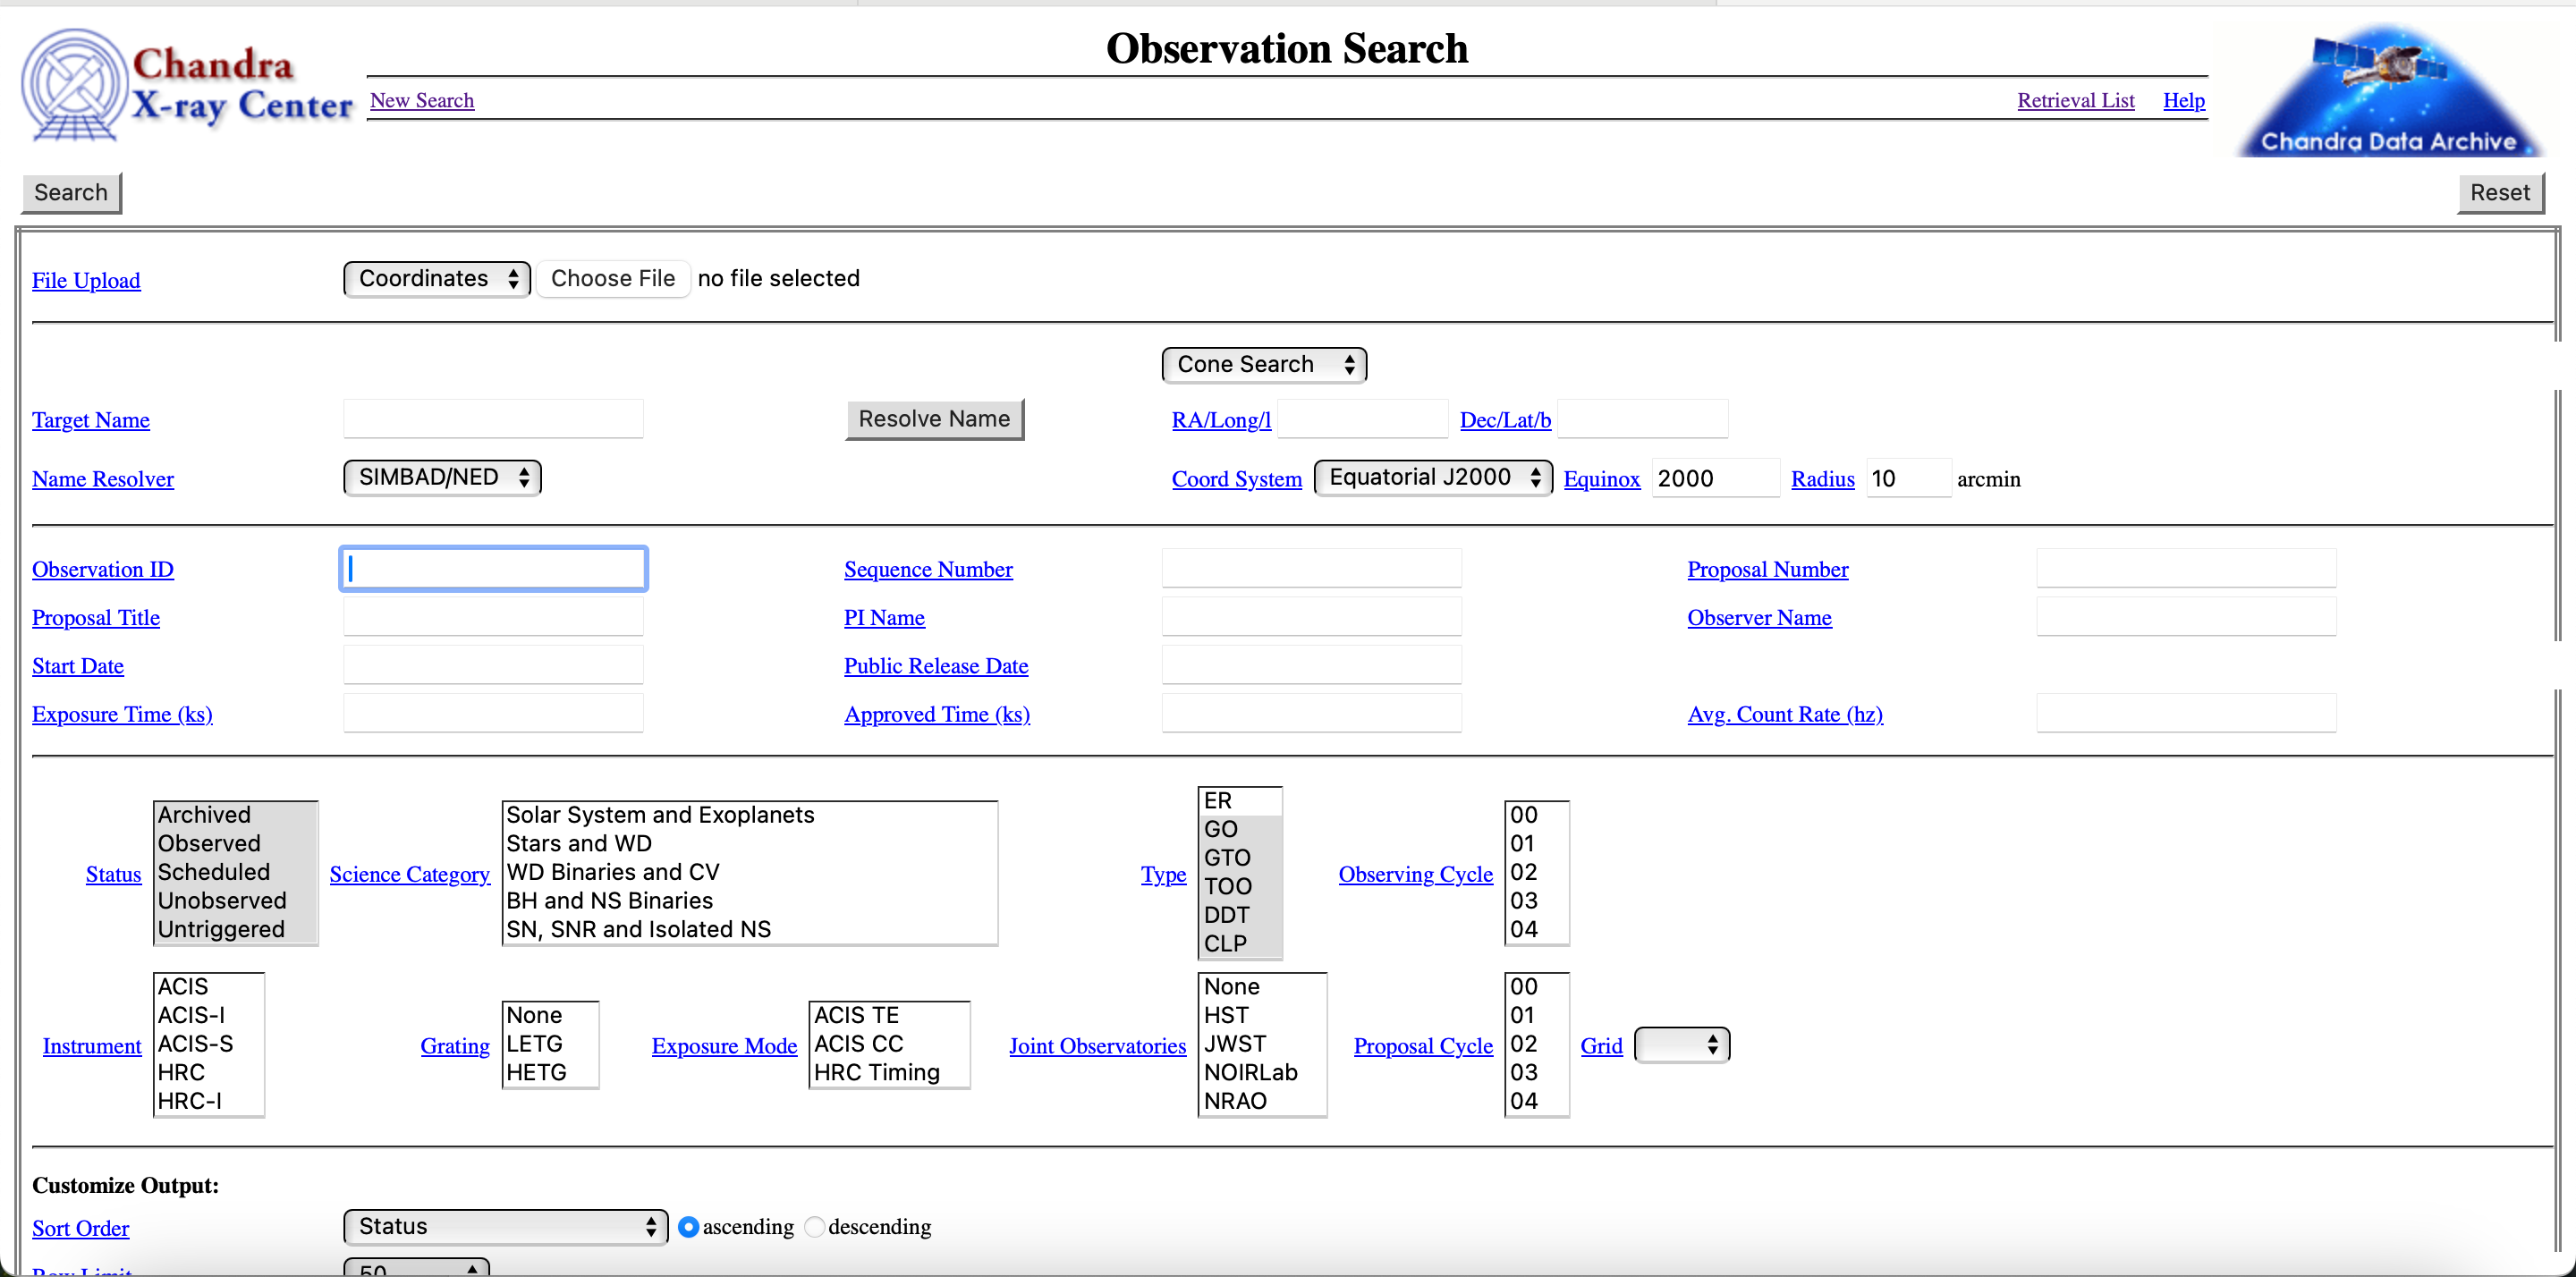 Chandra
X-ray Center
Observation Search
New Search
Retrieval List Help
Chandra Data Archive
Search
Reset
File Upload Coordinates Choose File no file selected
Cone Search
Target Name Resolve Name RA/Long/l Dec/Lat/b
Name Resolver SIMBAD/NED Coord System Equatorial J2000 Equinox 2000 Radius 10 arcmin
Observation ID Sequence Number Proposal Number
Proposal Title PI Name Observer Name
Start Date Public Release Date
Exposure Time (ks) Approved Time (ks) Avg. Count Rate (hz)
Status
Archived
Observed
Scheduled
Unobserved
Untriggered
Science Category
Solar System and Exoplanets
Stars and WD
WD Binaries and CV
BH and NS Binaries
SN, SNR and Isolated NS
Type
ER
GO
GTO
TOO
DDT
CLP
Observing Cycle
00
01
02
03
04
Instrument
ACIS
ACIS-I
ACIS-S
HRC
HRC-I
Grating
None
LETG
HETG
Exposure Mode
ACIS TE
ACIS CC
HRC Timing
Joint Observatories
None
HST
JWST
NOIRLab
NRAO
Proposal Cycle
00
01
02
03
04
Grid
Customize Output:
Sort Order Status ascending descending
Row Limit 50